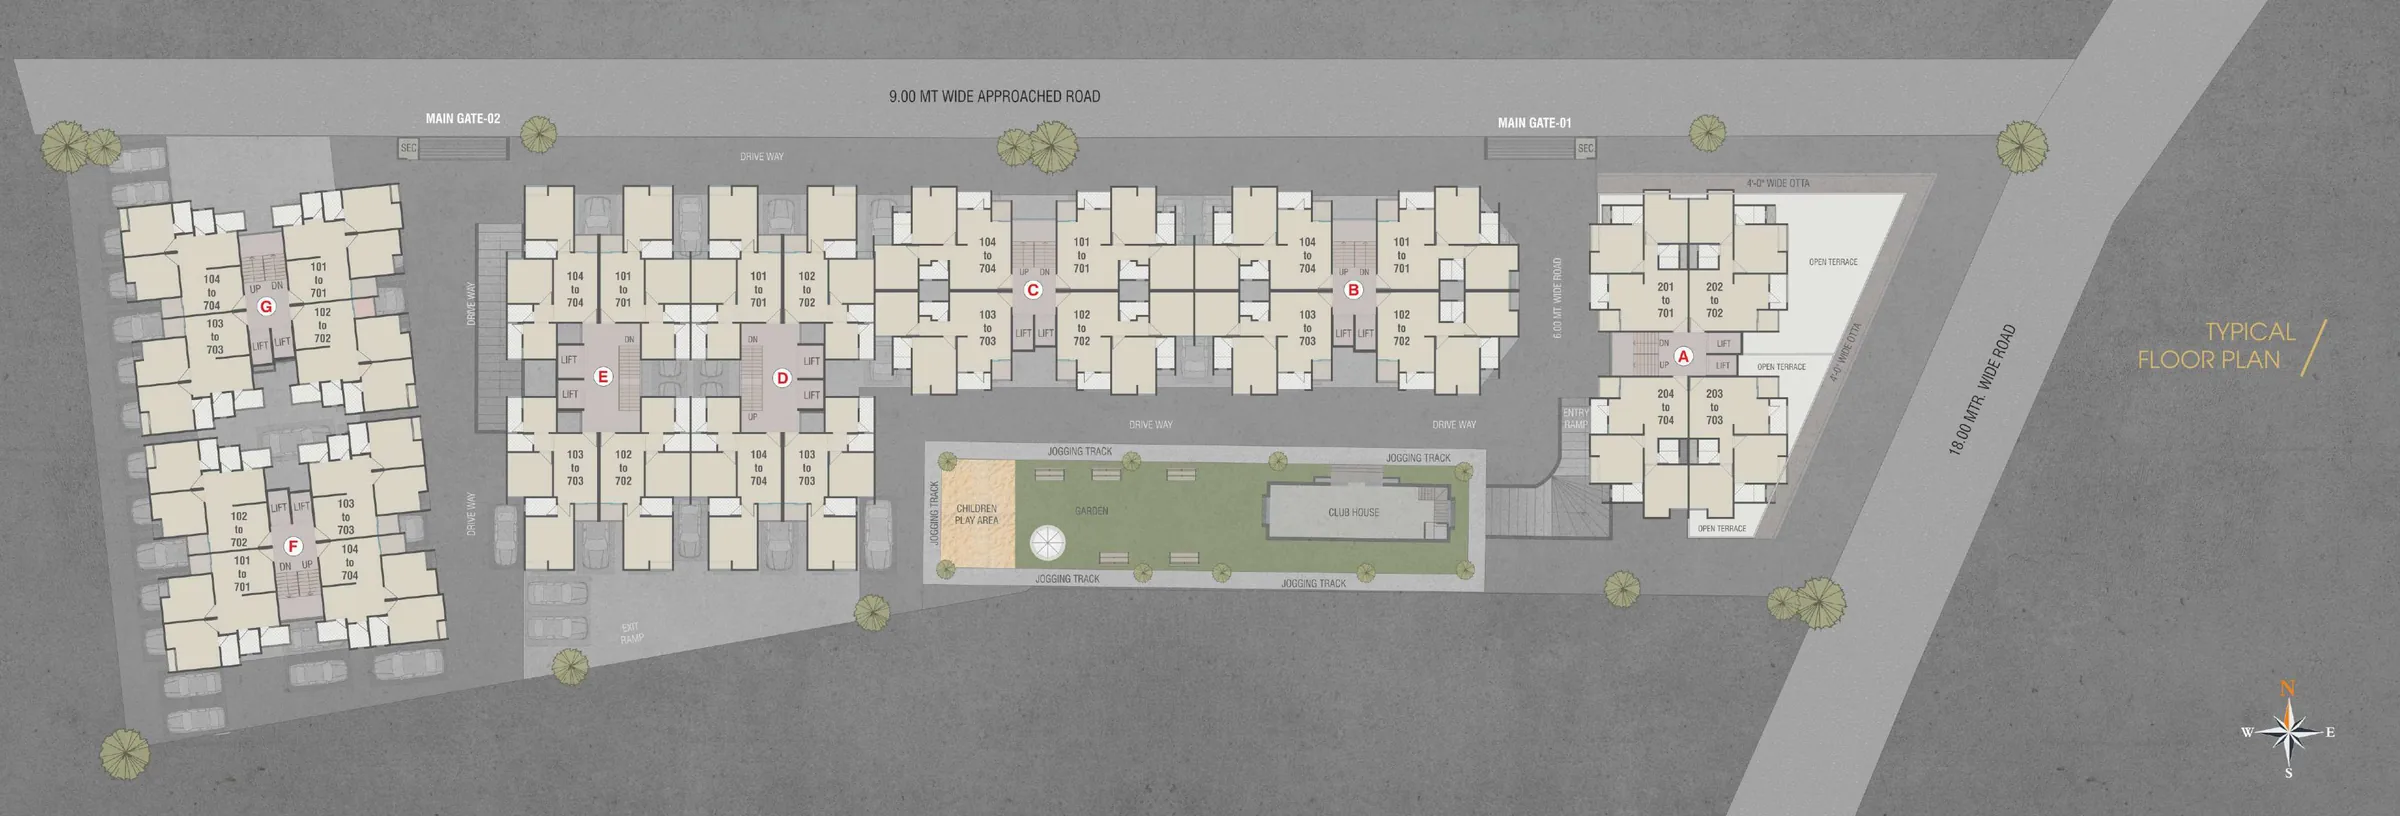 9.00 MT WIDE APPROACHED ROAD
MAIN GATE-02
MAIN GATE-01
SEC
SEC.
DRIVE WAY
4'-0" WIDE OTTA
104
to
704
101
to
701
UP DN
G
103
to
703
102
to
702
LIFT LIFT
102
to
702
LIFT LIFT
103
to
703
F
101
to
701
DN UP
104
to
704
DRIVE WAY
DRIVE WAY
104
to
704
101
to
701
DN
LIFT
LIFT
E
103
to
703
102
to
702
101
to
701
102
to
702
DN
LIFT
D
LIFT
UP
104
to
704
103
to
703
EXIT
RAMP
104
to
704
101
to
701
UP DN
C
103
to
703
LIFT LIFT
102
to
702
104
to
704
101
to
701
UP DN
B
103
to
703
LIFT LIFT
102
to
702
DRIVE WAY
DRIVE WAY
6.00 MT. WIDE ROAD
ENTRY
RAMP
201
to
701
202
to
702
OPEN TERRACE
DN
LIFT
A
UP
LIFT
OPEN TERRACE
204
to
704
203
to
703
OPEN TERRACE
4'-0" WIDE OTTA
18.00 MTR. WIDE ROAD
JOGGING TRACK
JOGGING TRACK
JOGGING TRACK
CHILDREN
PLAY AREA
GARDEN
CLUB HOUSE
JOGGING TRACK
JOGGING TRACK
TYPICAL
FLOOR PLAN
N
W E
S